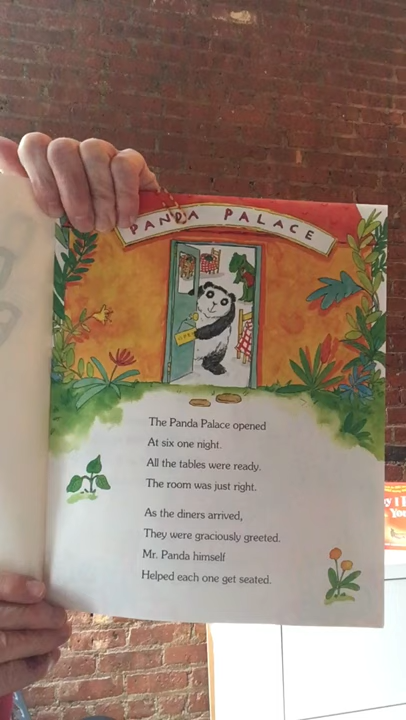 PANDA PALACE
The Panda Palace opened
At six one night.
All the tables were ready.
The room was just right.
As the diners arrived,
They were graciously greeted.
Mr. Panda himself
Helped each one get seated.